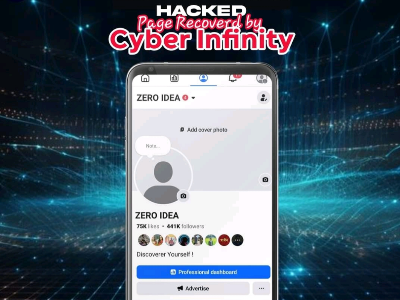 HACKED
Page Recoverd by
Cyber Infinity
ZERO IDEA
Add cover photo
Note...
ZERO IDEA
75K likes • 441K followers
Discoverer Yourself !
Professional dashboard
Advertise